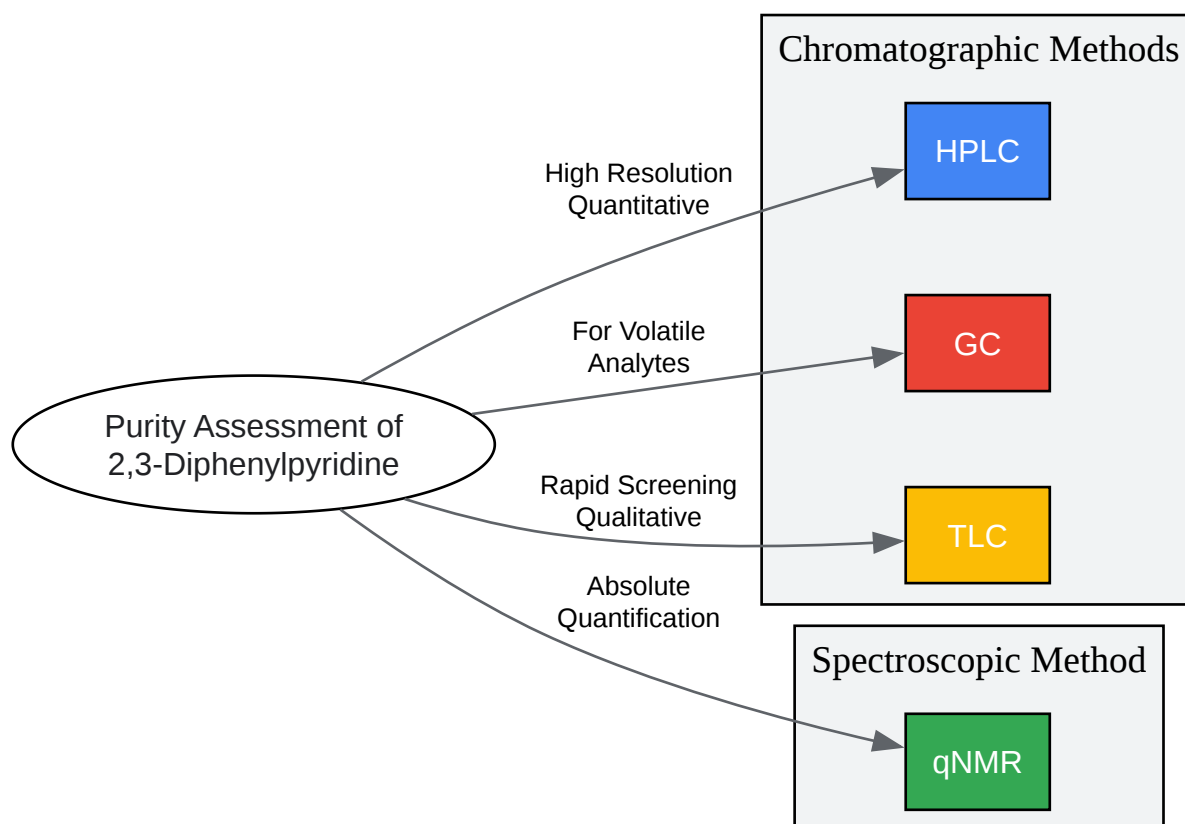 Chromatographic Methods
HPLC
High Resolution
Quantitative
GC
For Volatile
Analytes
Purity Assessment of
2,3-Diphenylpyridine
Rapid Screening
Qualitative
TLC
Absolute
Quantification
Spectroscopic Method
qNMR